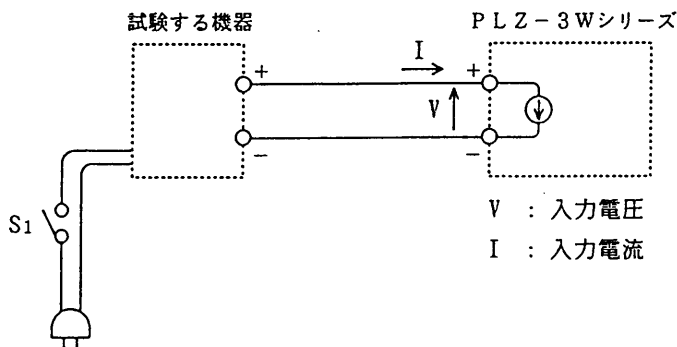 試験する機器
PLZ-3Wシリーズ
I
+
+
V
-
-
S1
V : 入力電圧
I : 入力電流